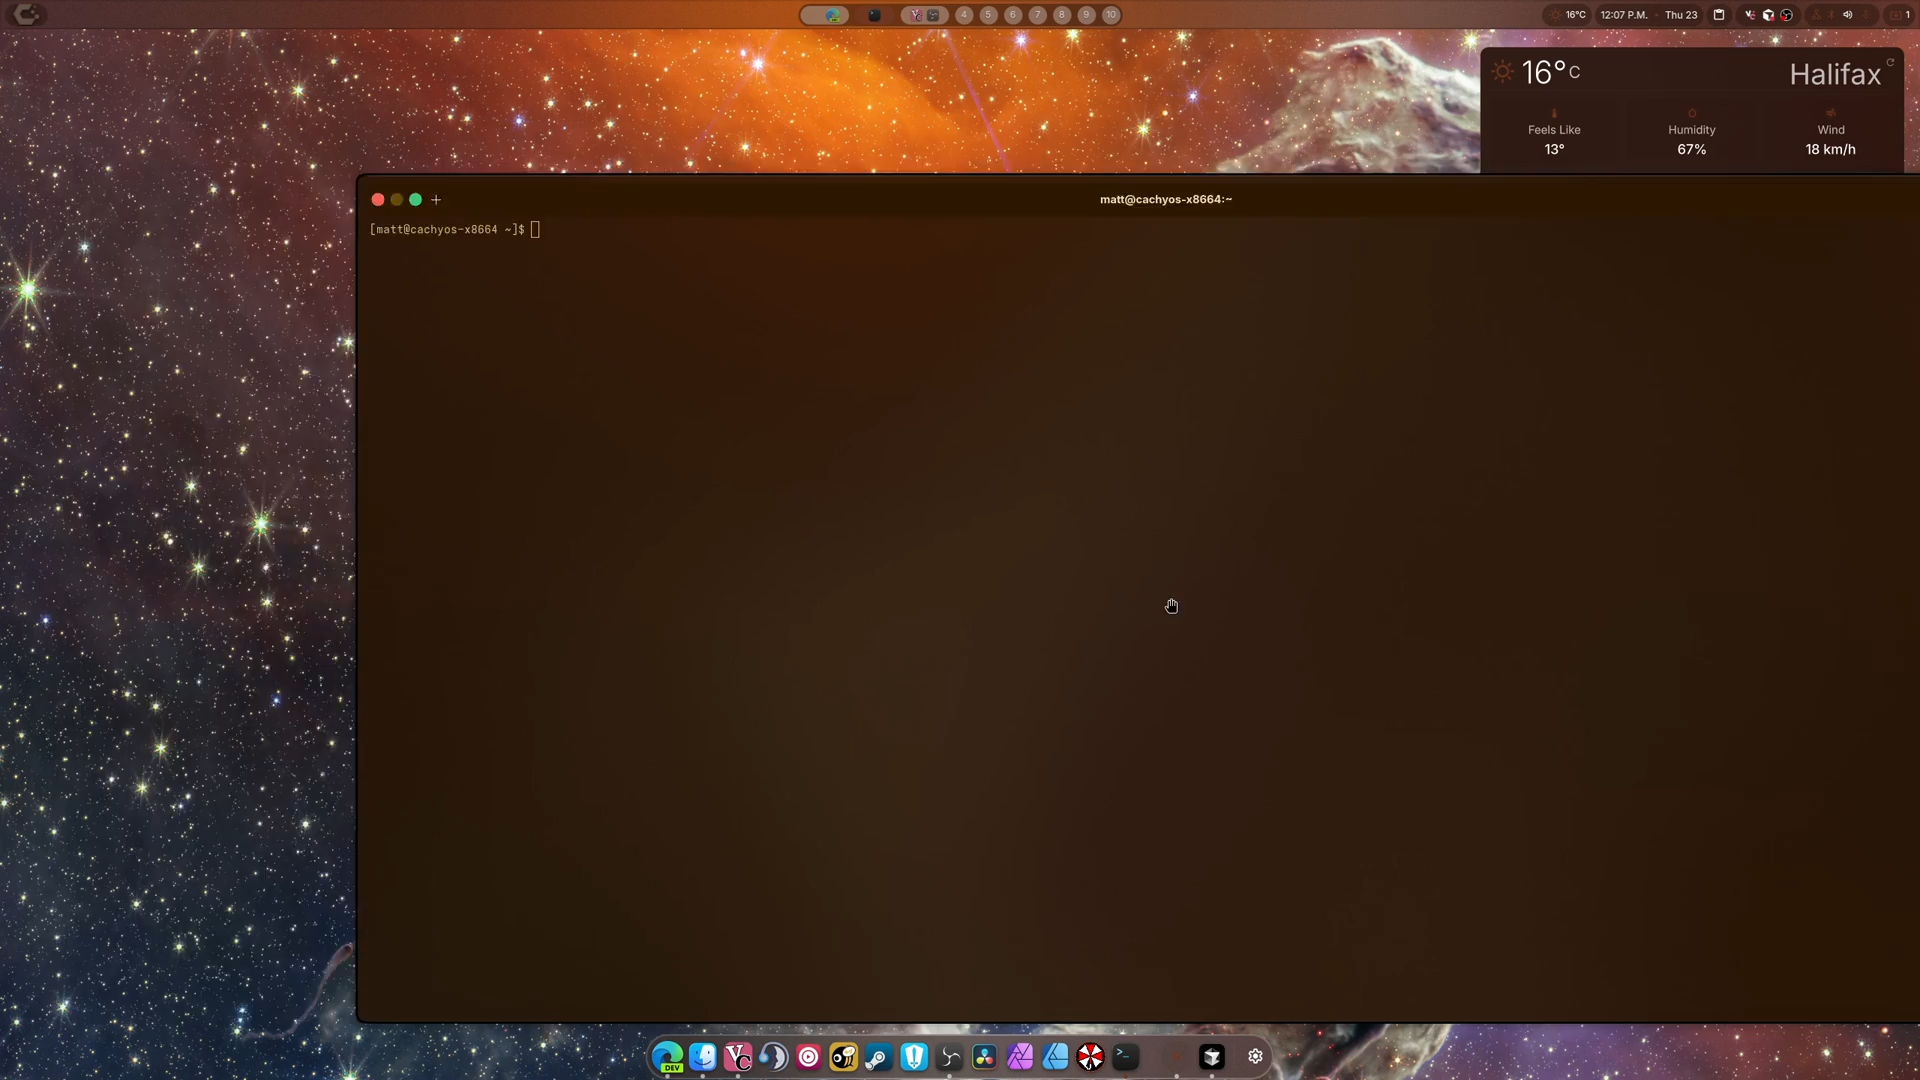 4 5 6 7 8 9 10
16°C 12:07 P.M. · Thu 23 1
16°C Halifax
Feels Like Humidity Wind
13° 67% 18 km/h
matt@cachyos-x8664:~
[matt@cachyos-x8664 ~]$
DEV